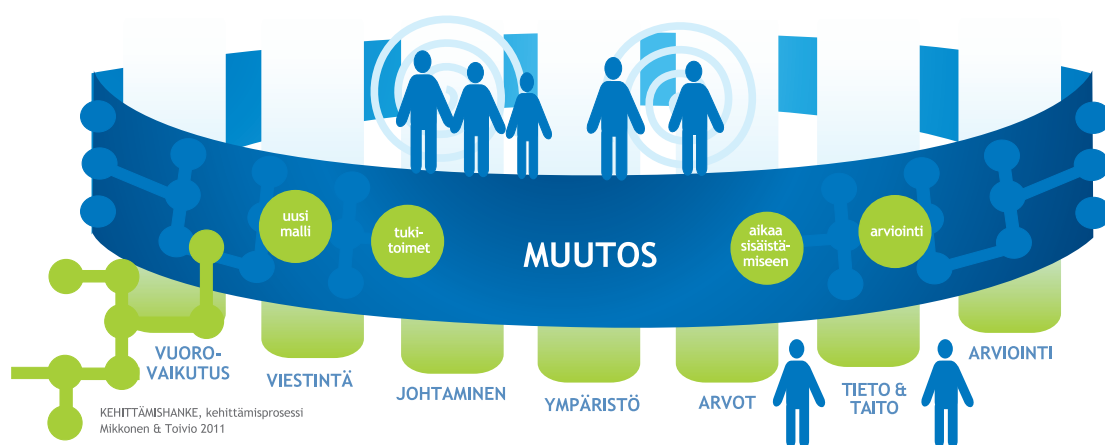 uusi
malli
tuki-
toimet
MUUTOS
aikaa
sisäistä-
miseen
arviointi
VUORO-
VAIKUTUS
VIESTINTÄ
JOHTAMINEN
YMPÄRISTÖ
ARVOT
TIETO &
TAITO
ARVIOINTI
KEHITTÄMISHANKE, kehittämisprosessi
Mikkonen & Toivio 2011